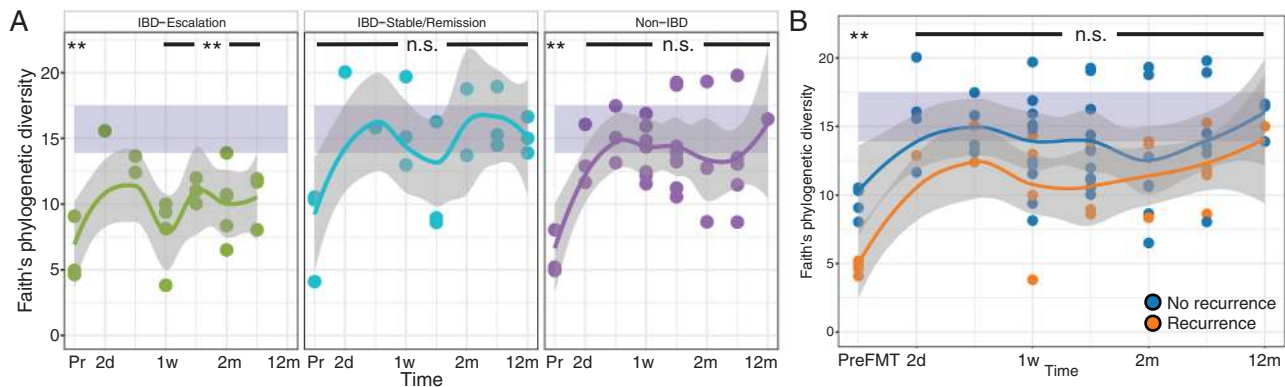 A
IBD-Escalation
IBD-Stable/Remission
Non-IBD
Faith's phylogenetic diversity
20
15
10
5
0
**
**
n.s.
**
n.s.
Pr 2d 1w 2m 12m
Pr 2d 1w 2m 12m
Pr 2d 1w 2m 12m
Time
B
Faith's phylogenetic diversity
20
15
10
5
0
**
n.s.
No recurrence
Recurrence
PreFMT 2d 1w 2m 12m
Time